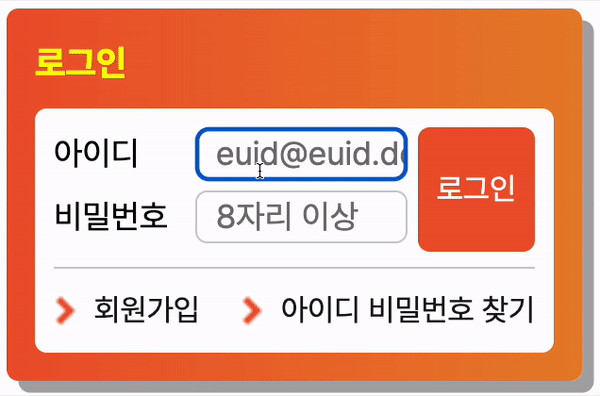 로그인
아이디 euid@euid.d
로그인
비밀번호 8자리 이상
회원가입 아이디 비밀번호 찾기